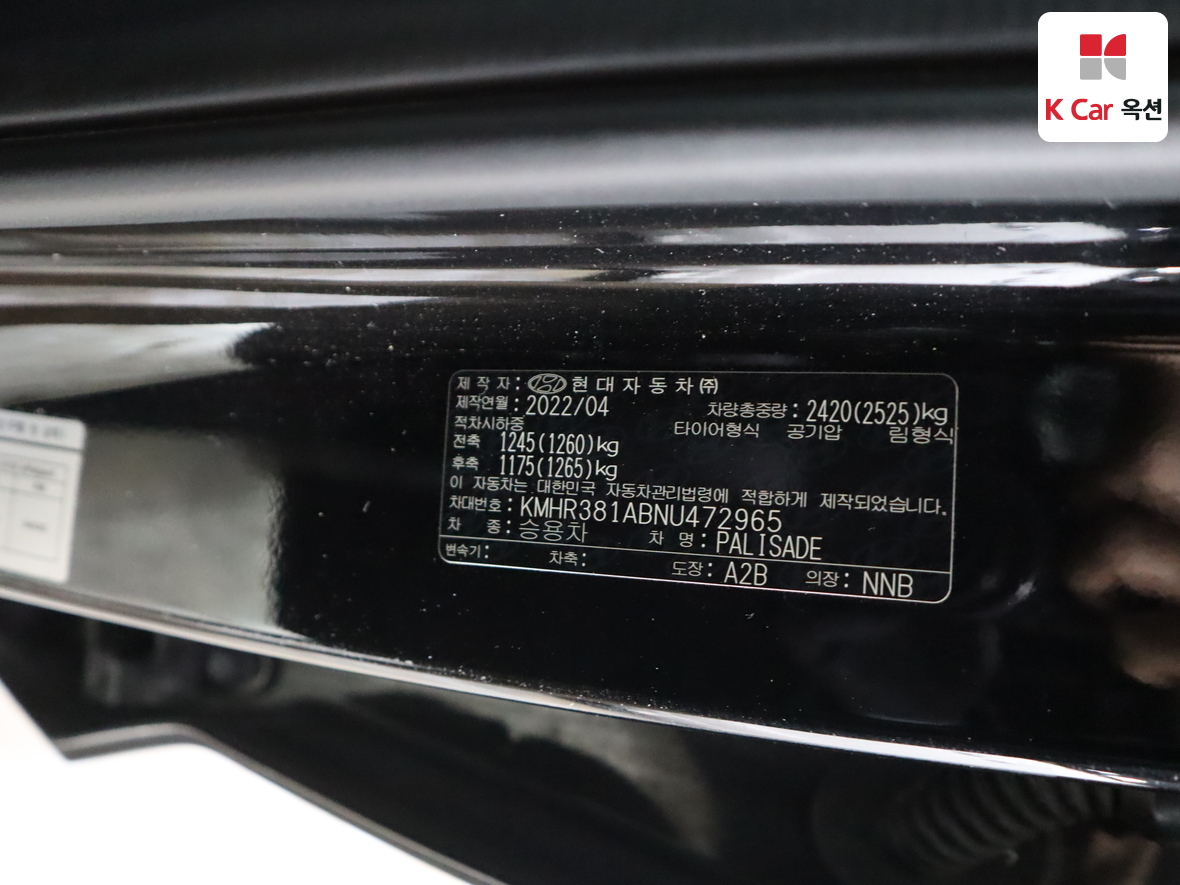 K Car 옥션
제 작 자 : 현 대 자 동 차 ㈜
제작연월 : 2022/04 차량총중량 : 2420(2525)kg
적차시하중 타이어형식 공기압 림형식
전축 1245(1260)kg
후축 1175(1265)kg
이 자동차는 대한민국 자동차관리법령에 적합하게 제작되었습니다.
차대번호 : KMHR381ABNU472965
차 종 : 승용차 차 명 : PALISADE
변속기 : 차축 : 도장 : A2B 의장 : NNB